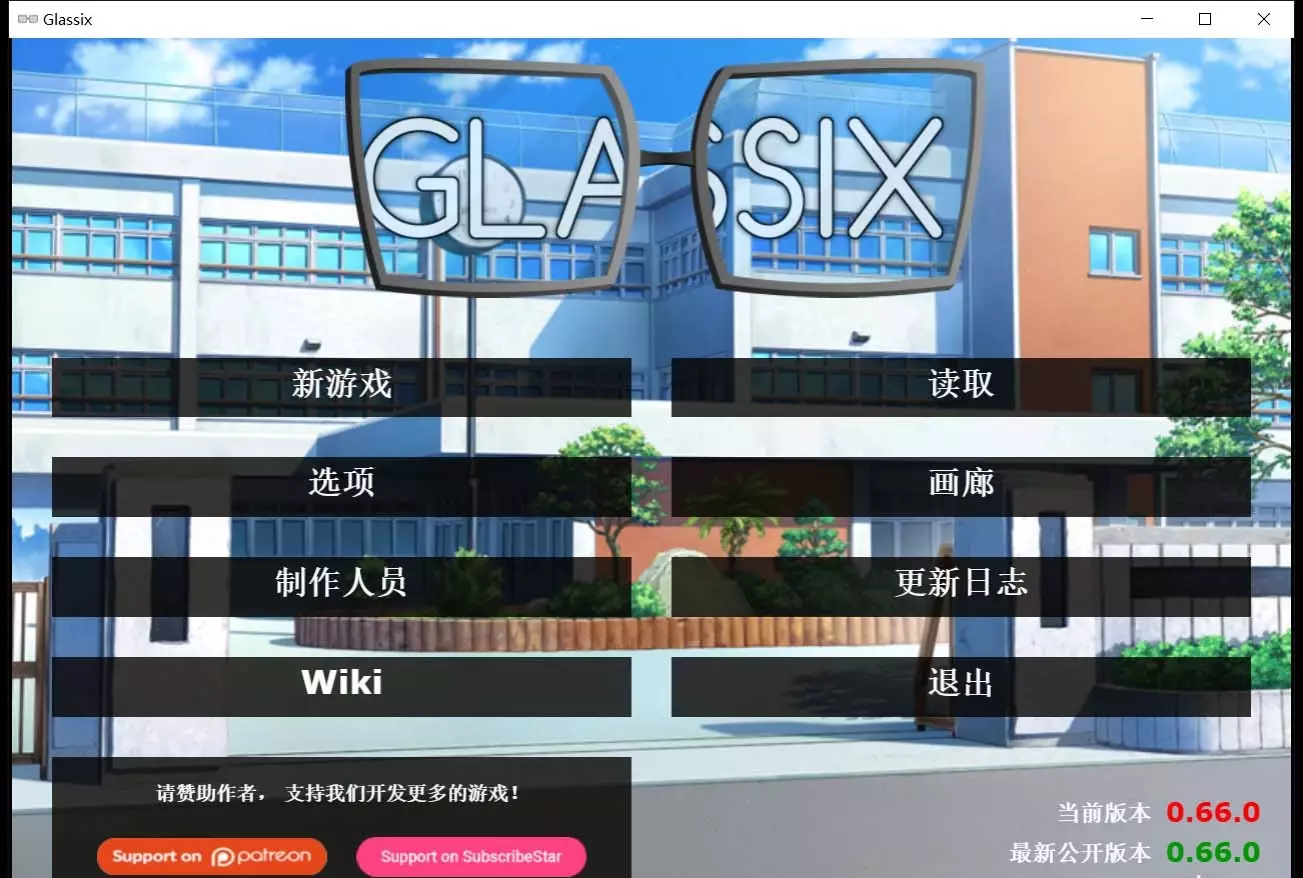 Glassix
GLASSIX
新游戏
读取
选项
画廊
制作人员
更新日志
Wiki
退出
请赞助作者， 支持我们开发更多的游戏！
Support on patreon
Support on SubscribeStar
当前版本 0.66.0
最新公开版本 0.66.0